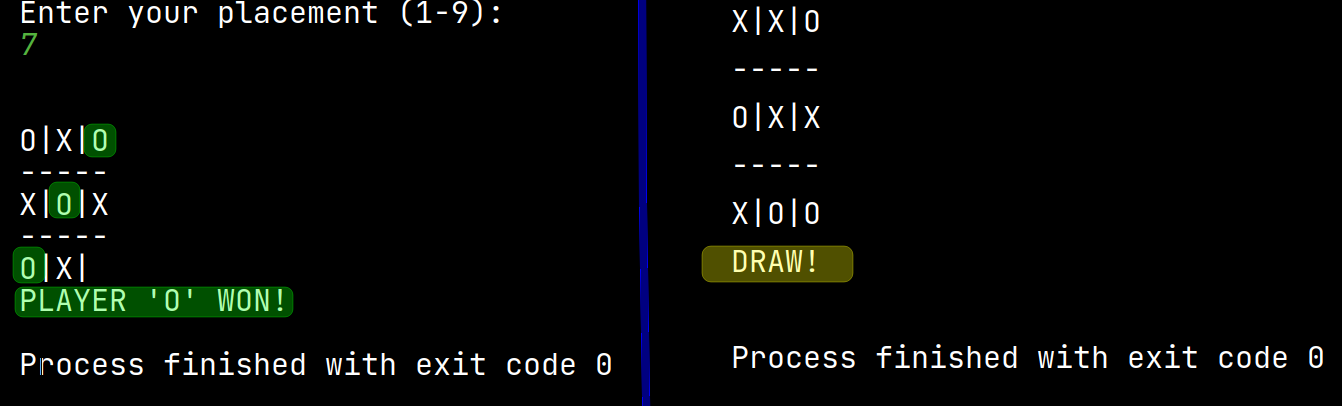 Enter your placement (1-9):
7
O|X|O
-----
X|O|X
-----
O|X|
PLAYER 'O' WON!
Process finished with exit code 0
X|X|O
-----
O|X|X
-----
X|O|O
DRAW!
Process finished with exit code 0